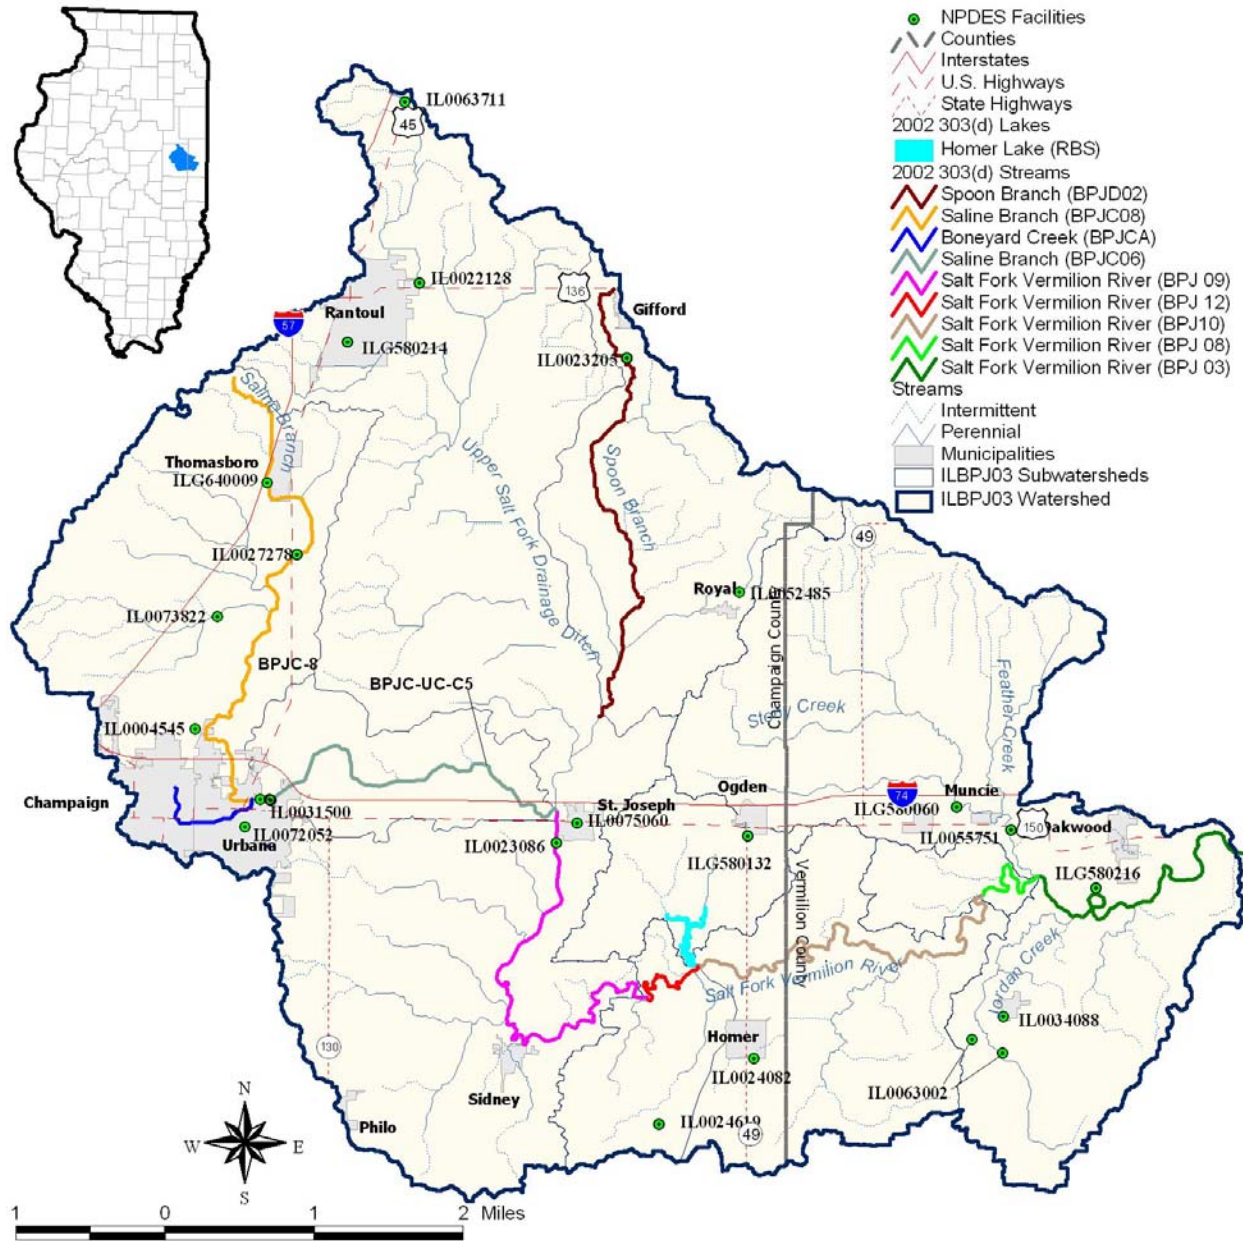 NPDES Facilities
Counties
Interstates
U.S. Highways
State Highways
2002 303(d) Lakes
Homer Lake (RBS)
2002 303(d) Streams
Spoon Branch (BPJD02)
Saline Branch (BPJC08)
Boneyard Creek (BPJCA)
Saline Branch (BPJC06)
Salt Fork Vermilion River (BPJ 09)
Salt Fork Vermilion River (BPJ 12)
Salt Fork Vermilion River (BPJ10)
Salt Fork Vermilion River (BPJ 08)
Salt Fork Vermilion River (BPJ 03)
Streams
Intermittent
Perennial
Municipalities
ILBPJ03 Subwatersheds
ILBPJ03 Watershed
IL0063711
45
IL0022128
136
Rantoul
Gifford
57
ILG580214
IL0023205
Saline Branch
Thomasboro
ILG640009
Upper Salt Fork Drainage Ditch
Spoon Branch
49
IL0027278
Royal
IL0052485
IL0073822
Champaign County
BPJC-8
BPJC-UC-C5
Feather Creek
Stony Creek
IL0004545
Champaign
Ogden
74
Muncie
St. Joseph
ILG580060
IL0031500
IL0075060
IL0072052
IL0055751
150
Oakwood
Urbana
IL0023086
ILG580132
Vermilion County
ILG580216
Salt Fork Vermilion River
Jordan Creek
IL0034088
130
Homer
IL0024082
IL0063002
Sidney
Philo
IL0024619
49
N
W
E
S
1 0 1 2 Miles